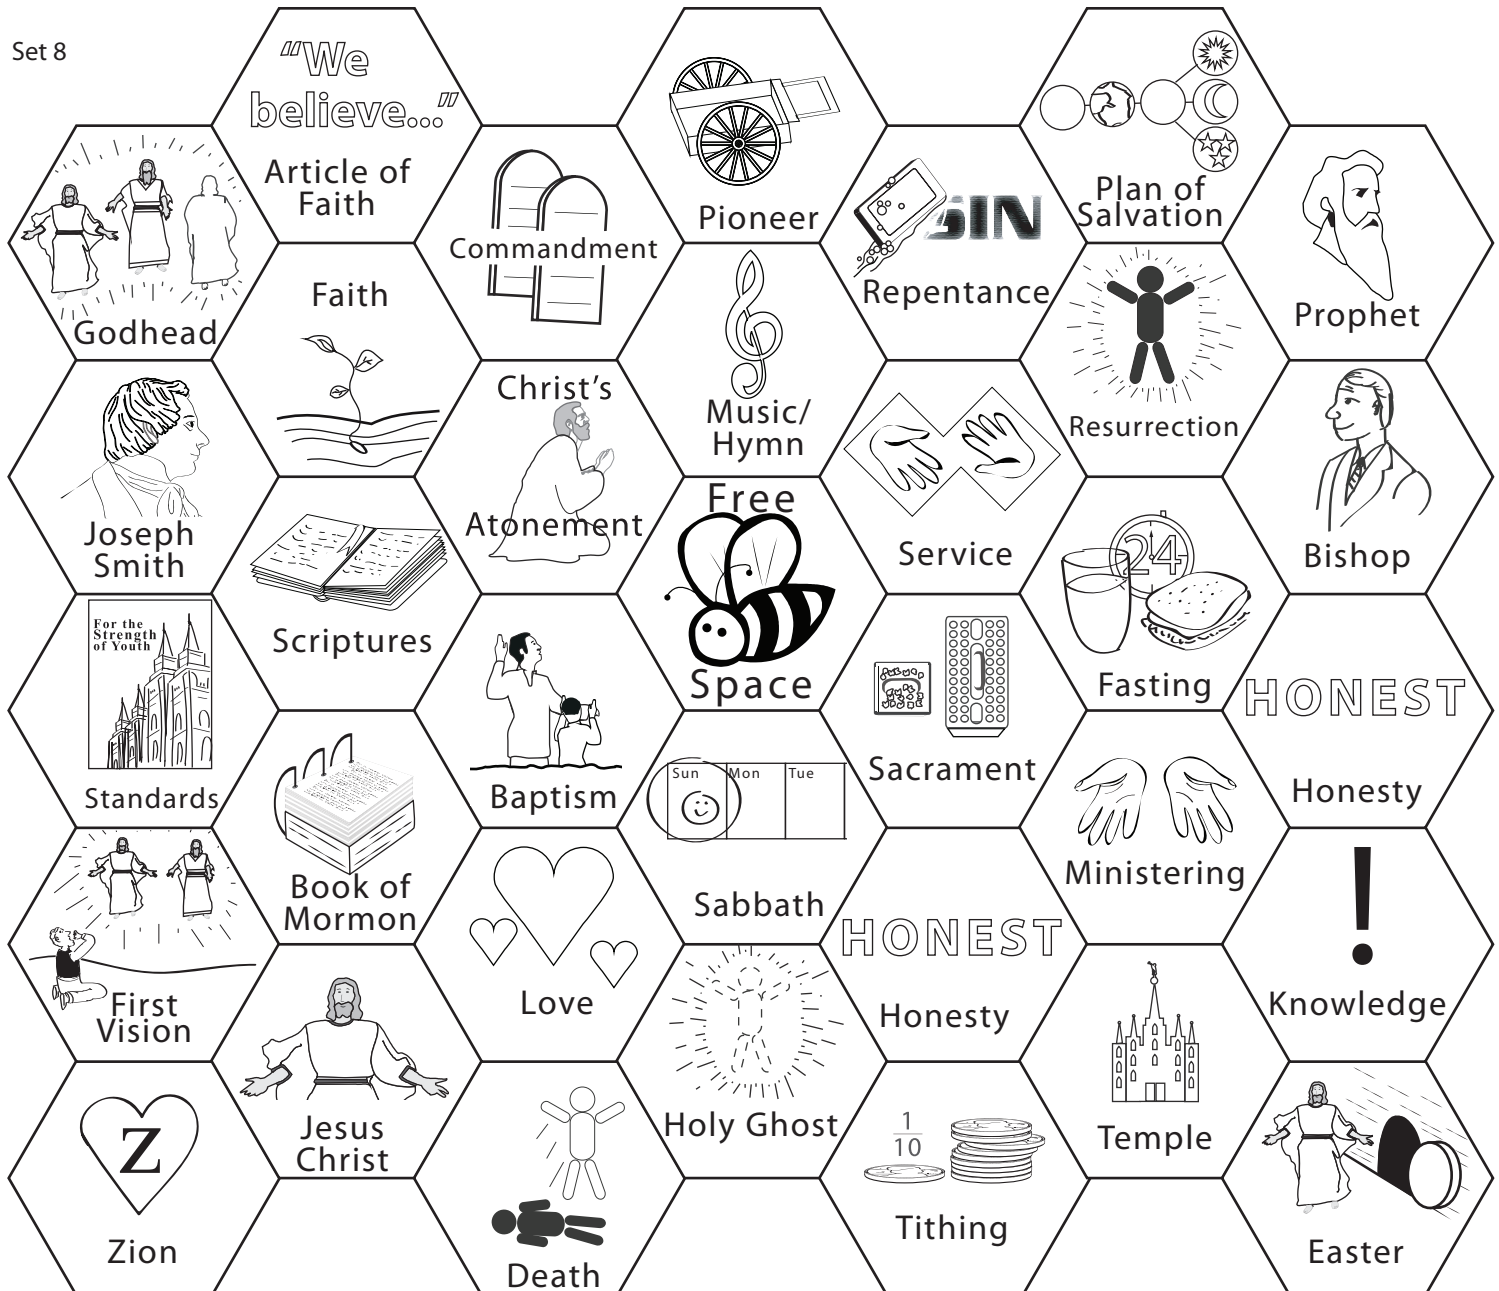 Set 8
“We
believe...”
Article of
Faith
Pioneer
Plan of
Salvation
Godhead
Commandment
SIN
Repentance
Prophet
Faith
Music/
Hymn
Resurrection
Joseph
Smith
Christ’s
Atonement
Service
Bishop
Scriptures
Free
Space
24
Fasting
For the
Strength
of Youth
Standards
Baptism
Sacrament
HONEST
Honesty
Book of
Mormon
Sun Mon Tue
Sabbath
Ministering
First
Vision
Love
HONEST
Honesty
!
Knowledge
Jesus
Christ
Holy Ghost
Temple
Z
Zion
Death
1
10
Tithing
Easter